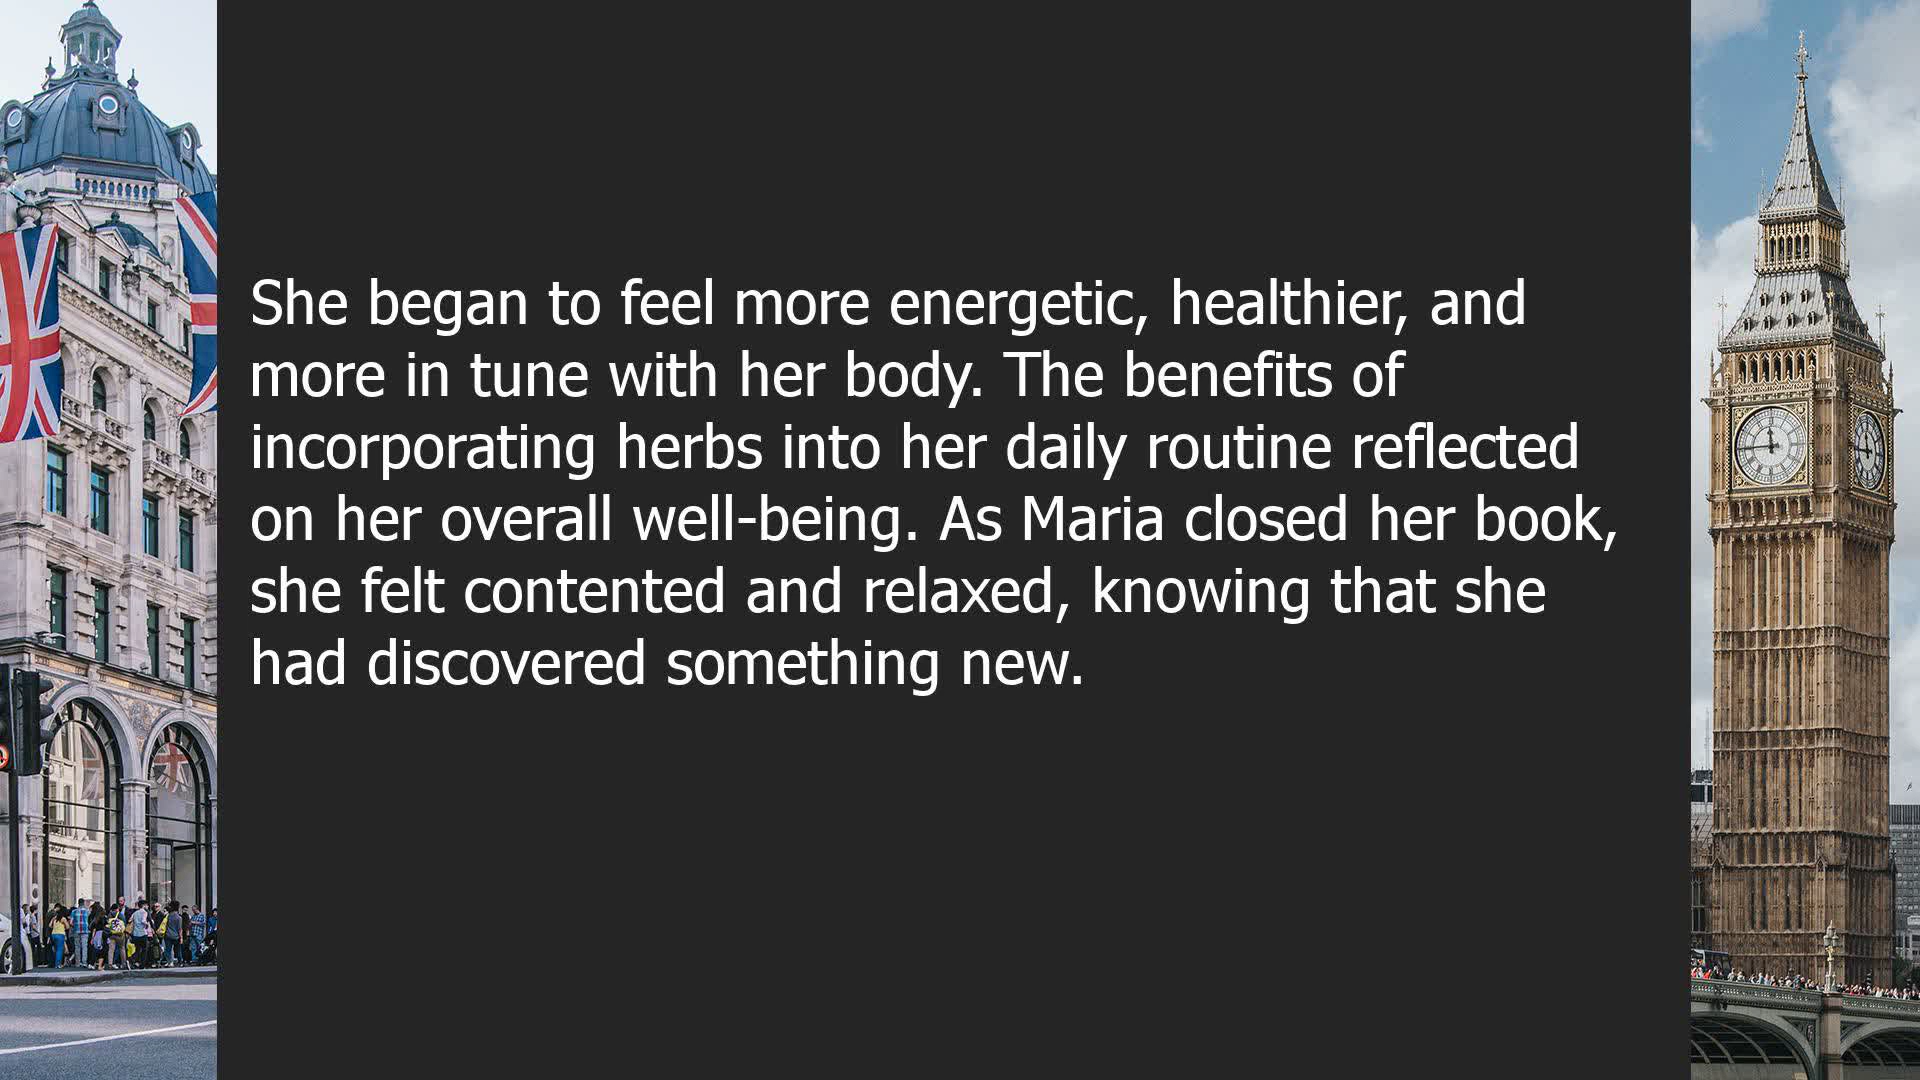 She began to feel more energetic, healthier, and
more in tune with her body. The benefits of
incorporating herbs into her daily routine reflected
on her overall well-being. As Maria closed her book,
she felt contented and relaxed, knowing that she
had discovered something new.